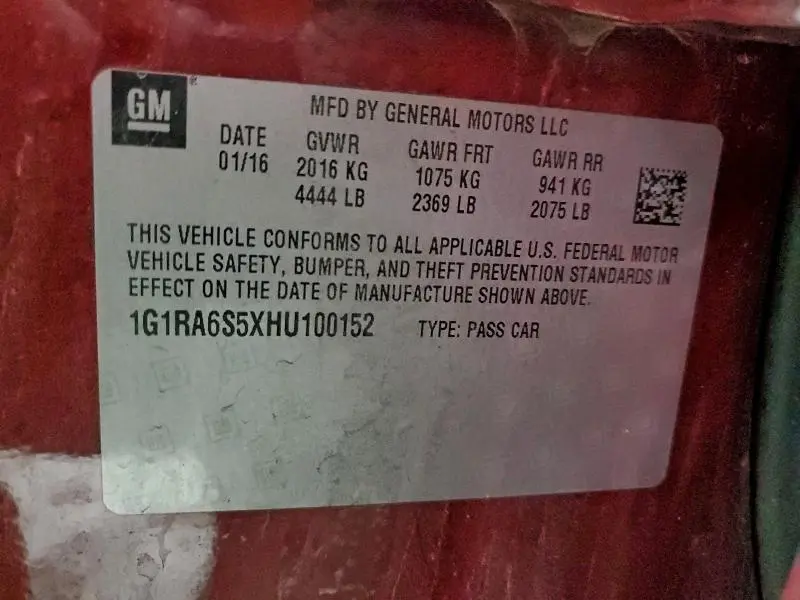 GM
MFD BY GENERAL MOTORS LLC
DATE GVWR GAWR FRT GAWR RR
01/16 2016 KG 1075 KG 941 KG
4444 LB 2369 LB 2075 LB
THIS VEHICLE CONFORMS TO ALL APPLICABLE U.S. FEDERAL MOTOR
VEHICLE SAFETY, BUMPER, AND THEFT PREVENTION STANDARDS IN
EFFECT ON THE DATE OF MANUFACTURE SHOWN ABOVE.
1G1RA6S5XHU100152 TYPE: PASS CAR